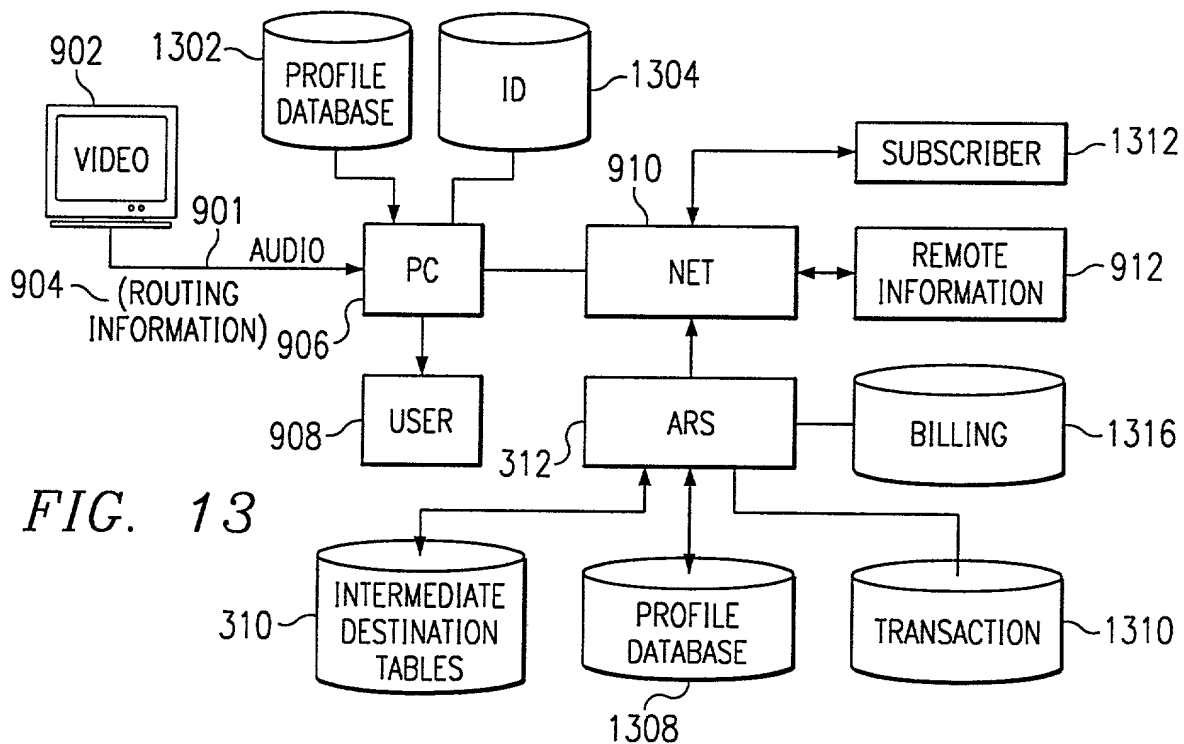 1302
PROFILE
DATABASE
ID
1304
902
VIDEO
901
AUDIO
904
(ROUTING
INFORMATION)
PC
906
910
NET
SUBSCRIBER
1312
REMOTE
INFORMATION
912
USER
908
ARS
312
BILLING
1316
FIG. 13
INTERMEDIATE
DESTINATION
TABLES
310
PROFILE
DATABASE
1308
TRANSACTION
1310